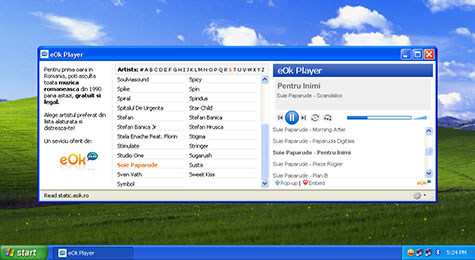 eOk Player
Pentru prima oara in
Romania, poti asculta
toata muzica
romaneasca din 1990
pana astazi, gratuit si
legal.
Alege artistul preferat din
lista alaturata si
distreaza-te!
Un serviciu oferit de:
eOk
Artists: # A B C D E F G H I J K L M N O P Q R S T U V W X Y Z
Soulviasound Spicy
Spike Spin
Spiral Spiridus
Spitalul De Urgenta Star Child
Stefan Stefan Banica
Stefan Banica Jr Stefan Hrusca
Stela Enache Feat. Florin Stigma
Stimulate Stinger
Studio One Sugarush
Suie Paparude Susta
Sven Vath Sweet Kiss
Symbol
eOk Player
Pentru Inimi
Suie Paparude - Scandalos
Suie Paparude - Morning After
Suie Paparude - Paparuda Digitala
Suie Paparude - Pentru Inimi
Suie Paparude - Place Rogier
Suie Paparude - Plan B
Pop-up | Embed
eOk
Read static.eok.ro
start
eOk Player
5:24 PM